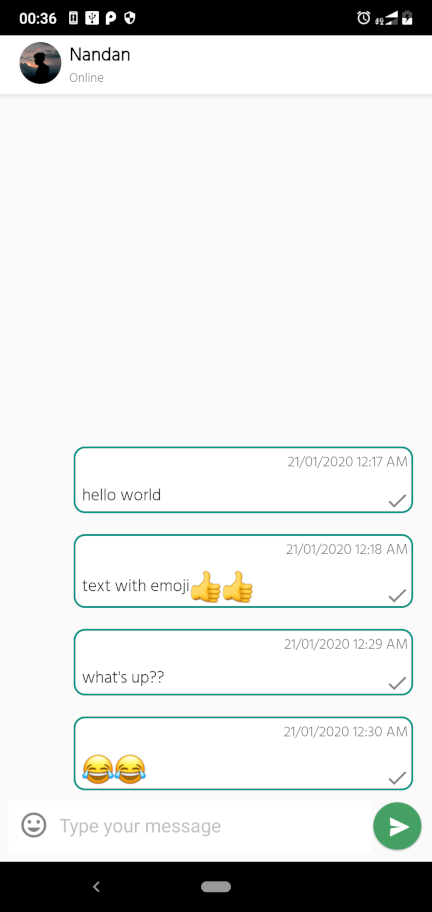 00:36
Nandan
Online
21/01/2020 12:17 AM
hello world
21/01/2020 12:18 AM
text with emoji👍👍
21/01/2020 12:29 AM
what's up??
21/01/2020 12:30 AM
😂😂
Type your message